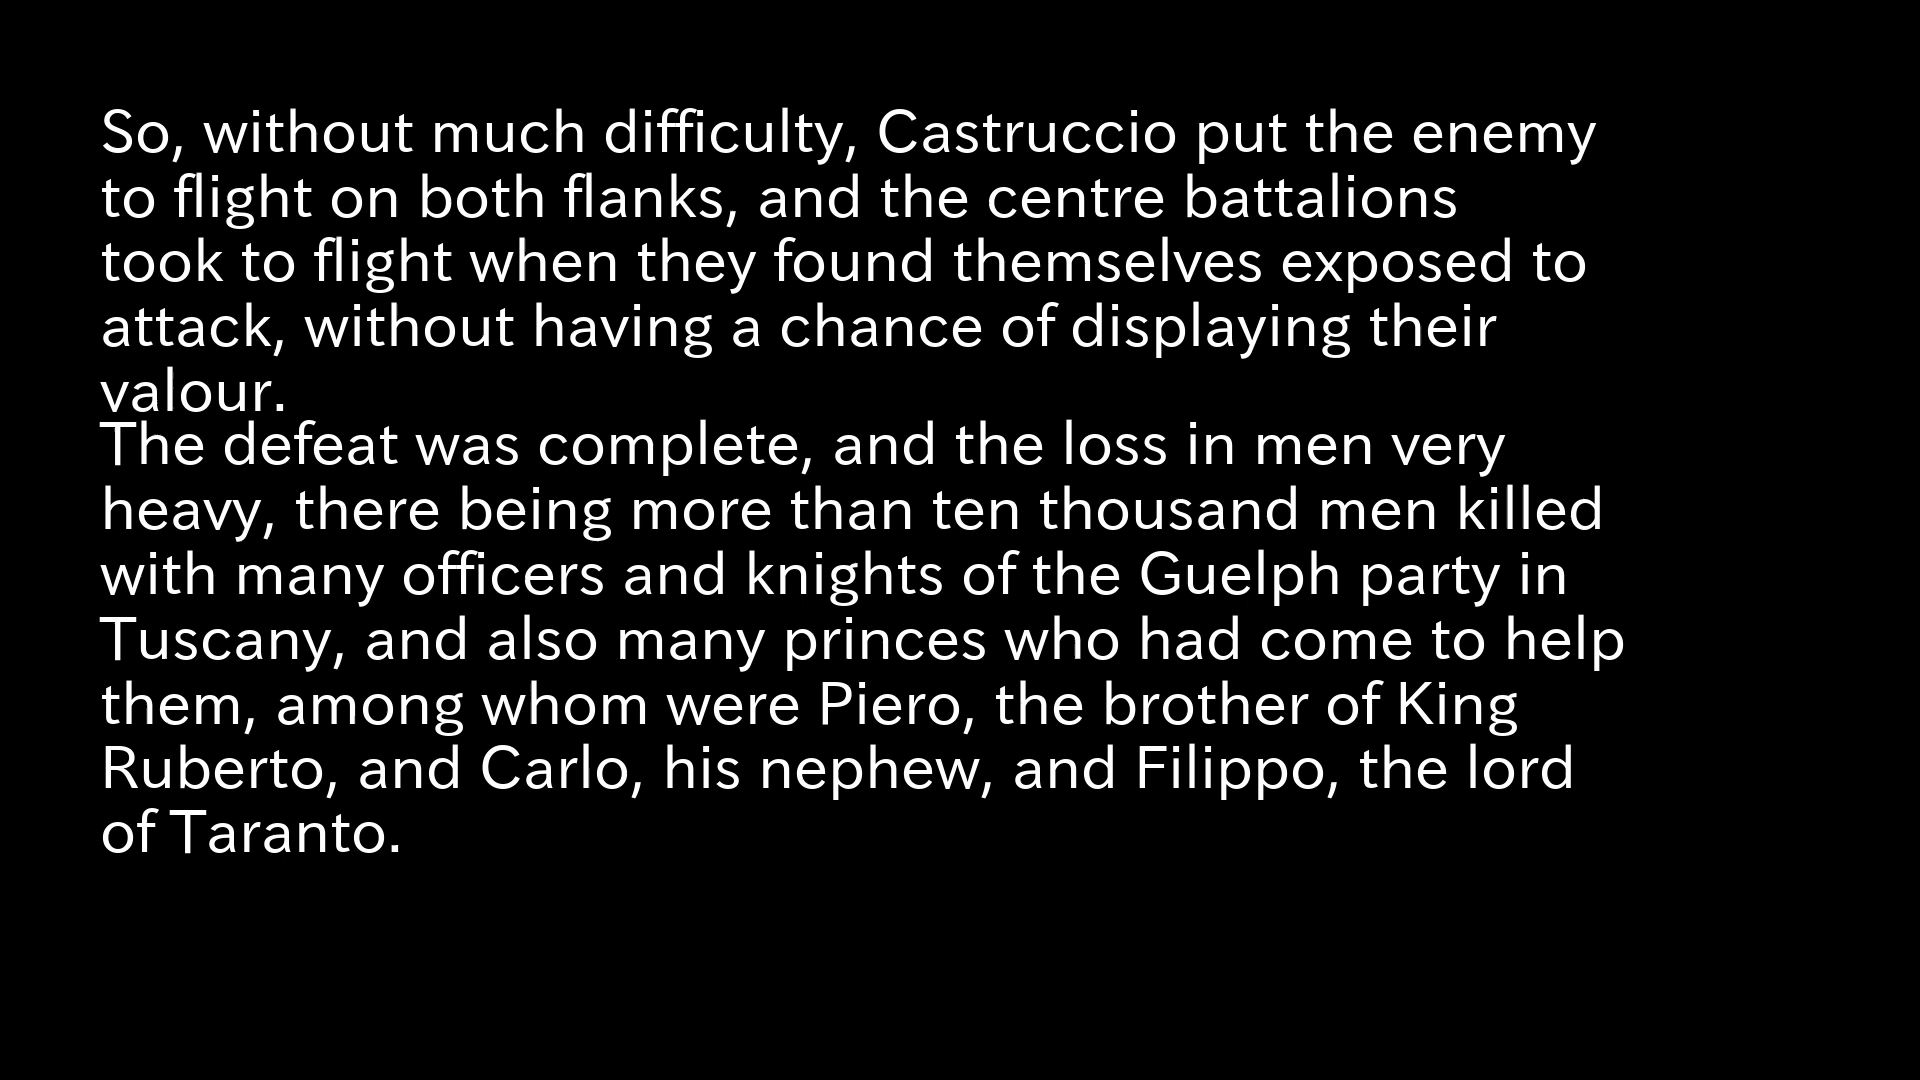 So, without much difficulty, Castruccio put the enemy
to flight on both flanks, and the centre battalions
took to flight when they found themselves exposed to
attack, without having a chance of displaying their
valour.
The defeat was complete, and the loss in men very
heavy, there being more than ten thousand men killed
with many officers and knights of the Guelph party in
Tuscany, and also many princes who had come to help
them, among whom were Piero, the brother of King
Ruberto, and Carlo, his nephew, and Filippo, the lord
of Taranto.